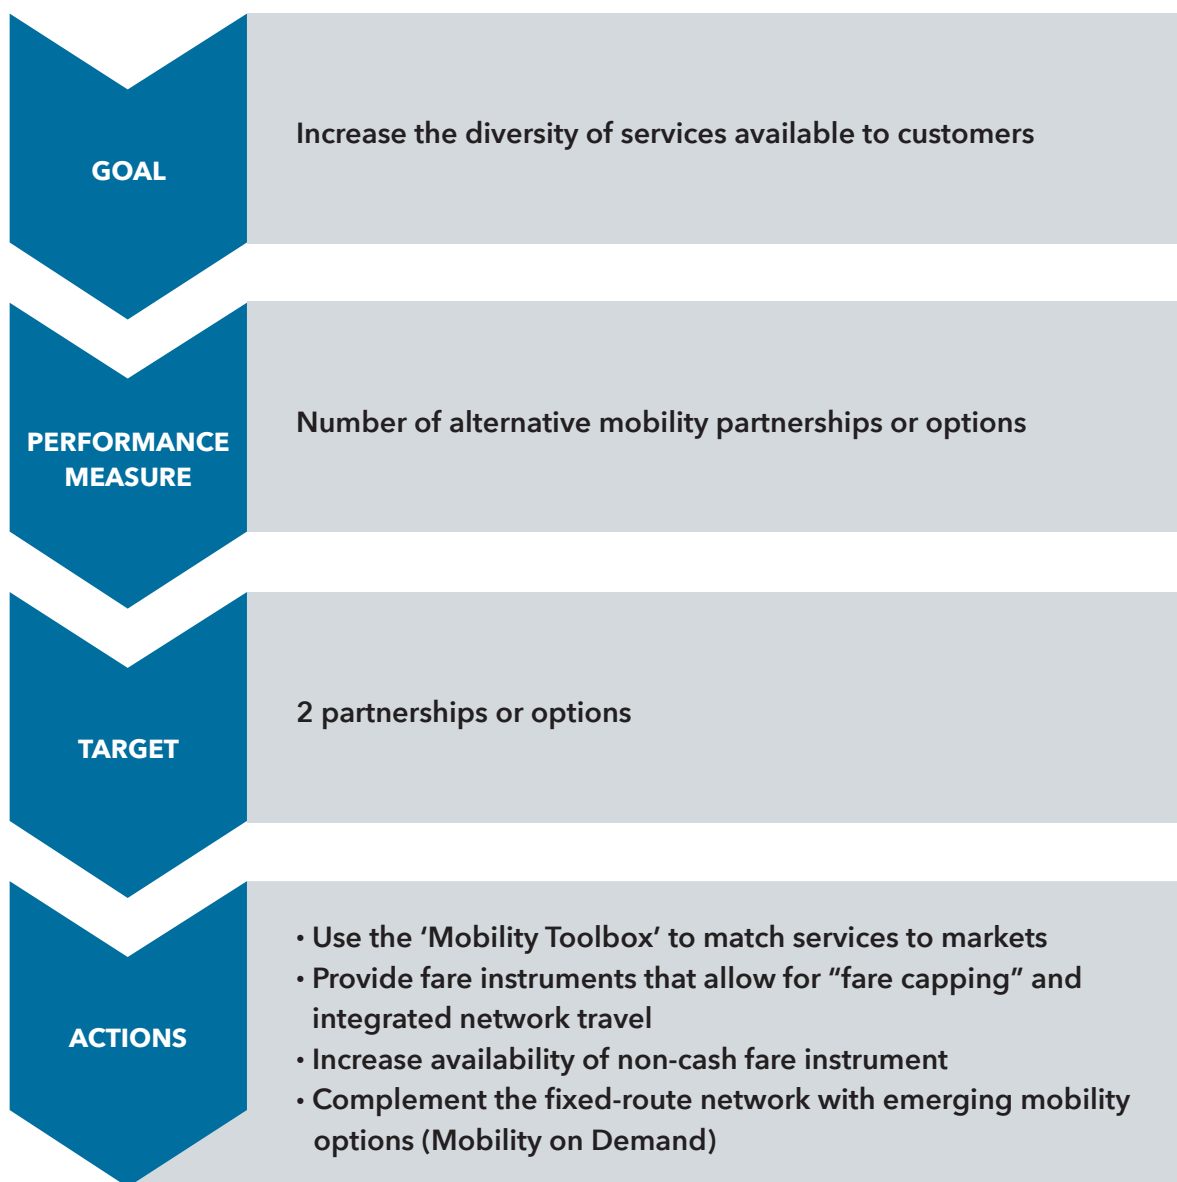 GOAL
Increase the diversity of services available to customers
PERFORMANCE
MEASURE
Number of alternative mobility partnerships or options
TARGET
2 partnerships or options
ACTIONS
• Use the ‘Mobility Toolbox’ to match services to markets
• Provide fare instruments that allow for “fare capping” and
integrated network travel
• Increase availability of non-cash fare instrument
• Complement the fixed-route network with emerging mobility
options (Mobility on Demand)